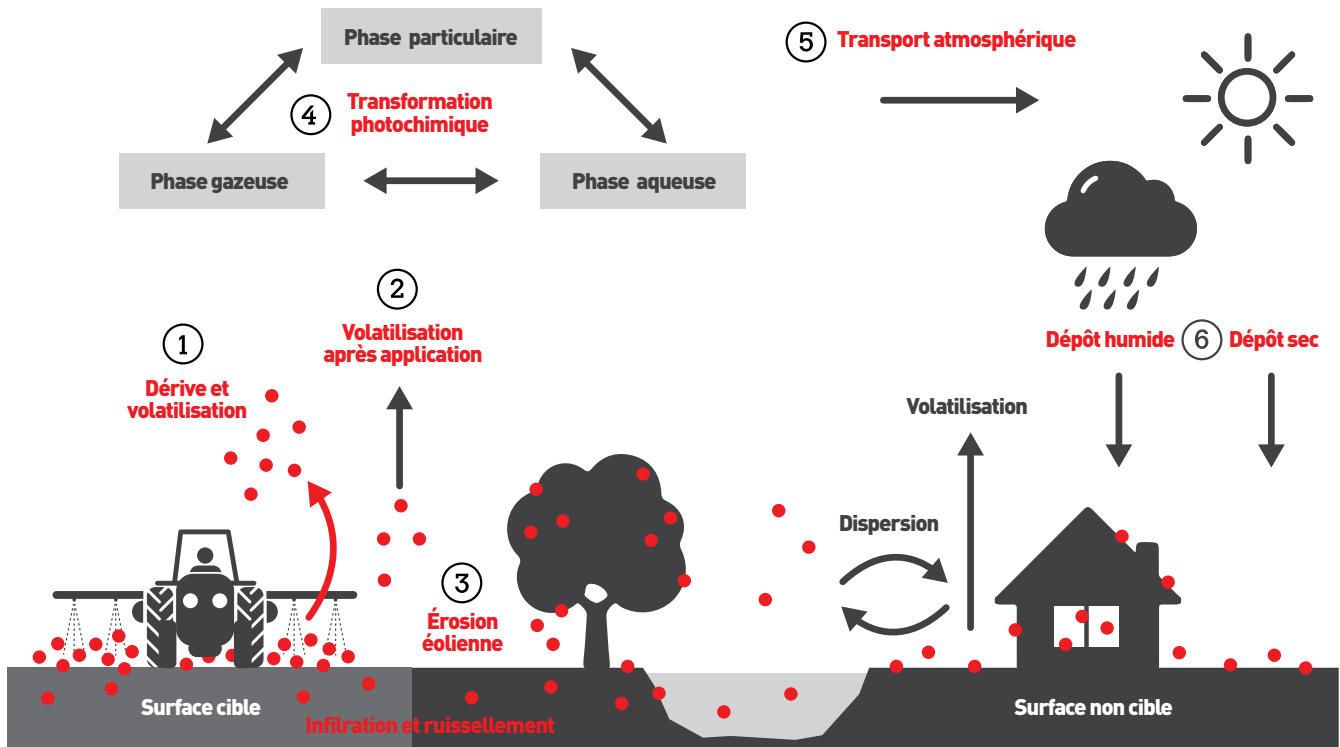 Phase particulaire
4
Transformation
photochimique
Phase gazeuse
Phase aqueuse
5 Transport atmosphérique
2
Volatilisation
après application
1
Dérive et
volatilisation
Dépôt humide 6 Dépôt sec
Volatilisation
Dispersion
3
Érosion
éolienne
Surface cible
Infilration et ruissellement
Surface non cible